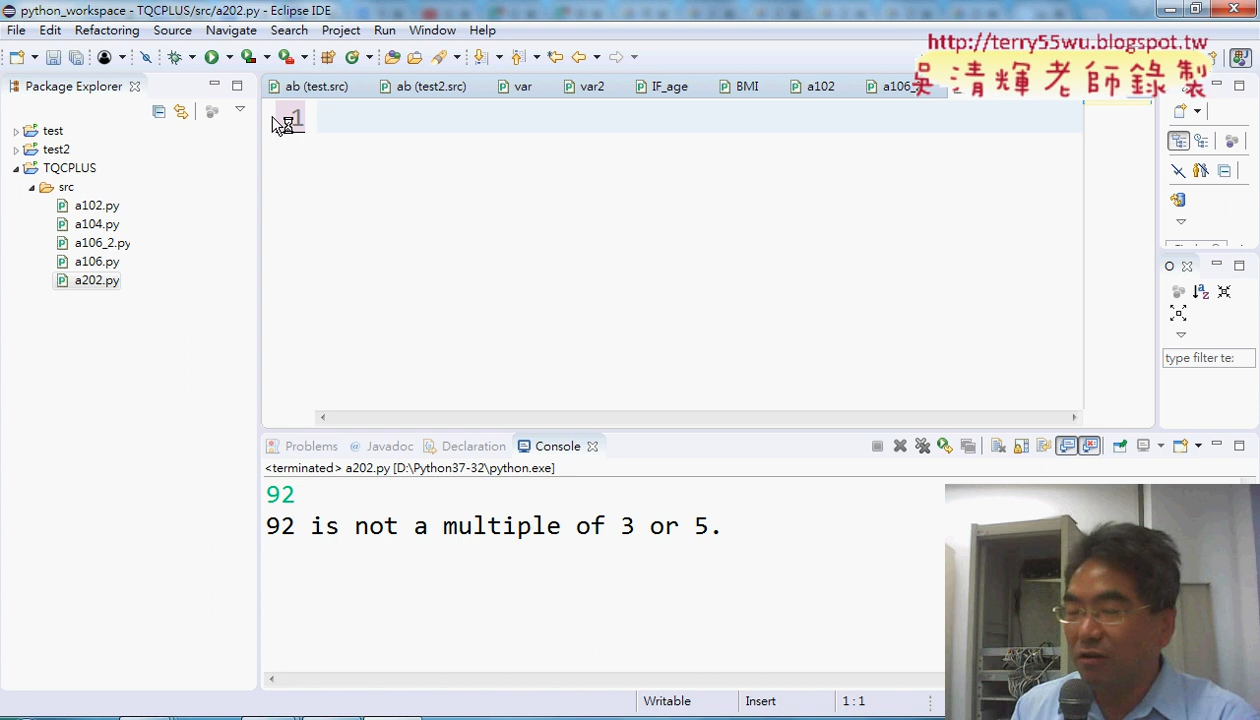 python_workspace - TQCPLUS/src/a202.py - Eclipse IDE
File Edit Refactoring Source Navigate Search Project Run Window Help
http://terry55wu.blogspot.tw
吳清輝老師錄製
Package Explorer
ab (test.src) ab (test2.src) var var2 IF_age BMI a102 a106_
1
test
test2
TQCPLUS
src
a102.py
a104.py
a106_2.py
a106.py
a202.py
type filter te:
Problems Javadoc Declaration Console
<terminated> a202.py [D:\Python37-32\python.exe]
92
92 is not a multiple of 3 or 5.
Writable Insert 1 : 1